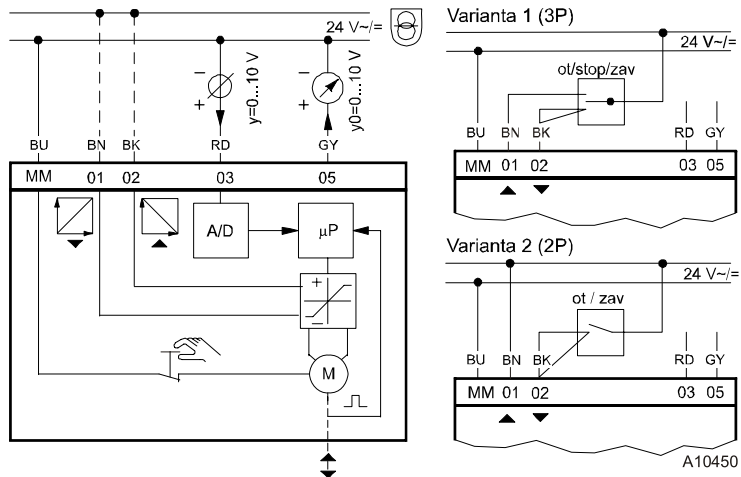 24 V~/=
y=0...10 V
y0=0...10 V
− +
− +
BU BN BK RD GY
MM 01 02 03 05
A/D
µP
+
−
M
Varianta 1 (3P)
24 V~/=
ot/stop/zav
BU BN BK RD GY
MM 01 02 03 05
Varianta 2 (2P)
24 V~/=
ot / zav
BU BN BK RD GY
MM 01 02 03 05
A10450